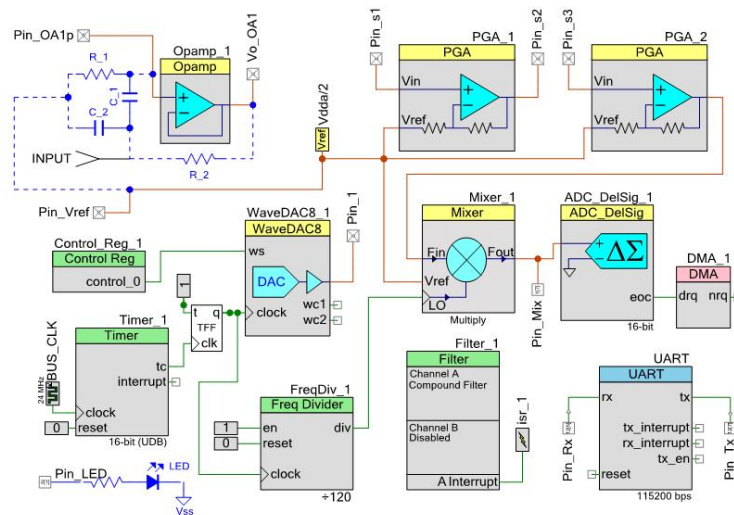 Pin_OA1p
Opamp_1
Opamp
Vo_OA1
R_1
C_1
C_2
INPUT
R_2
Pin_Vref
Vref
Vdda/2
Pin_s1
PGA_1
PGA
Vin
Vref
Pin_s2
Pin_s3
PGA_2
PGA
Vin
Vref
Control_Reg_1
Control Reg
control_0
WaveDAC8_1
WaveDAC8
ws
DAC
wc1
wc2
clock
Pin_1
Mixer_1
Mixer
Fin
Fout
Vref
LO
Multiply
Pin_Mix
ADC_DelSig_1
ADC_DelSig
ΔΣ
eoc
16-bit
DMA_1
DMA
drq
nrq
1
t
q
TFF
clk
Timer_1
Timer
tc
interrupt
clock
reset
16-bit (UDB)
BUS_CLK
24 MHz
0
FreqDiv_1
Freq Divider
1
en
div
0
reset
clock
÷120
Filter_1
Filter
Channel A
Compound Filter
Channel B
Disabled
A Interrupt
isr_1
UART
UART
rx
tx
tx_interrupt
rx_interrupt
tx_en
reset
115200 bps
Pin_Rx
Pin_Tx
Pin_LED
LED
Vss